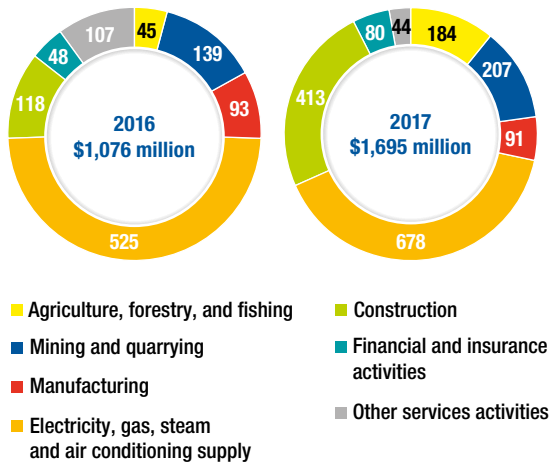 45
139
93
525
118
48
107
2016
$1,076 million
184
207
91
678
413
80
44
2017
$1,695 million
Agriculture, forestry, and fishing
Mining and quarrying
Manufacturing
Electricity, gas, steam
and air conditioning supply
Construction
Financial and insurance
activities
Other services activities